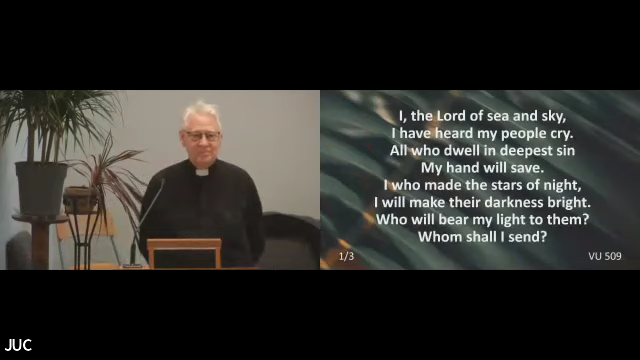 I, the Lord of sea and sky,
I have heard my people cry.
All who dwell in deepest sin
My hand will save.
I who made the stars of night,
I will make their darkness bright.
Who will bear my light to them?
Whom shall I send?
1/3
VU 509
JUC